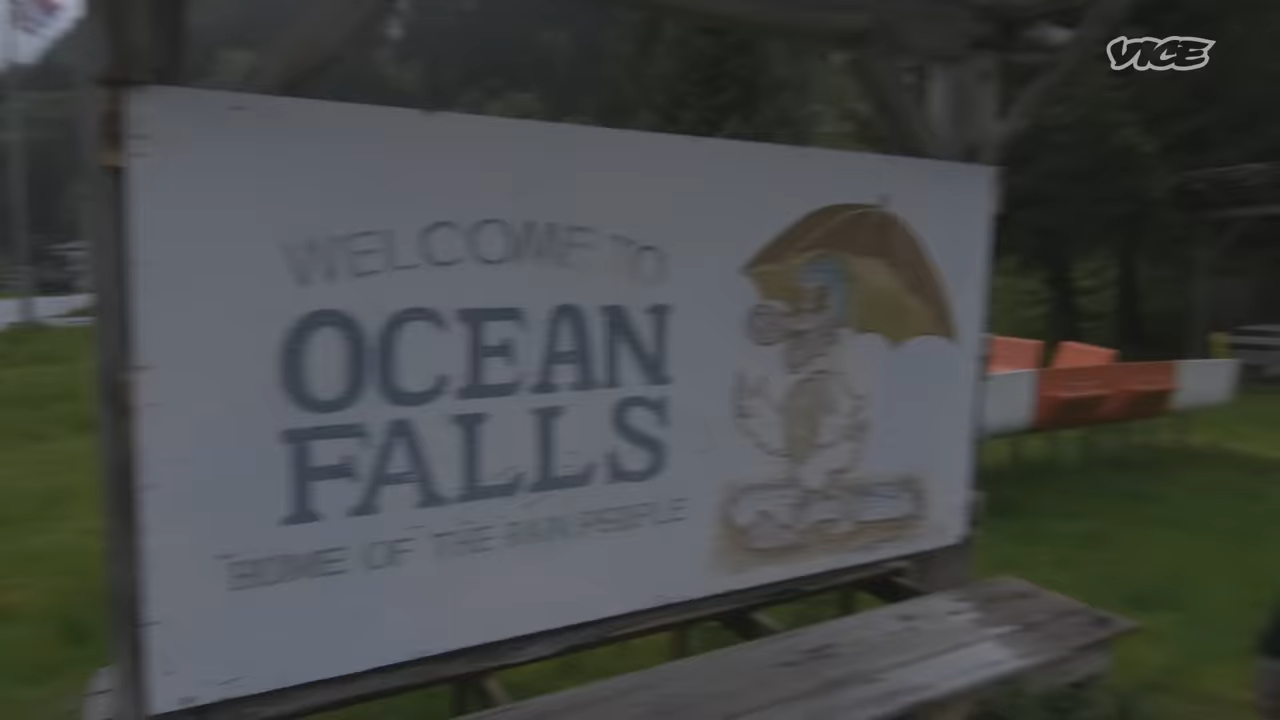 VICE
WELCOME TO
OCEAN
FALLS
"HOME OF THE RAIN PEOPLE